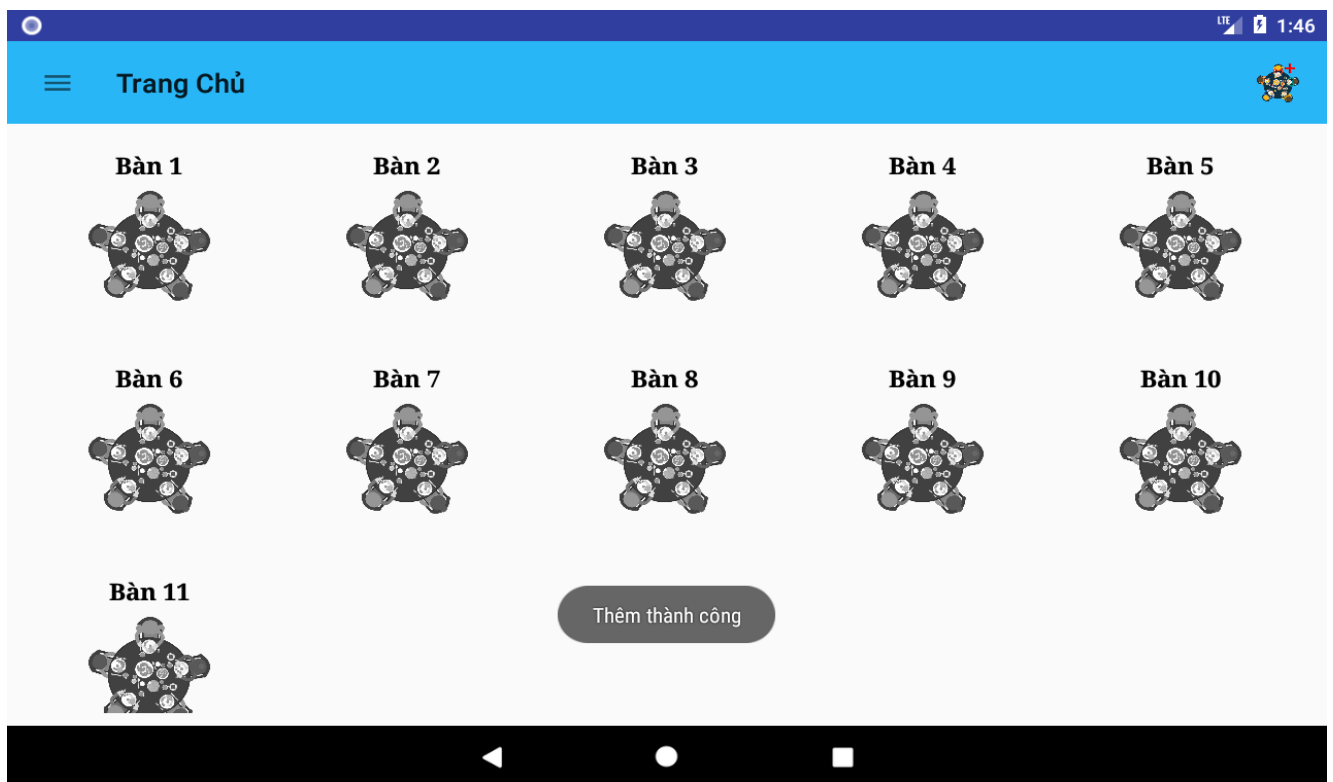 LTE 1:46
Trang Chủ
Bàn 1 Bàn 2 Bàn 3 Bàn 4 Bàn 5
Bàn 6 Bàn 7 Bàn 8 Bàn 9 Bàn 10
Bàn 11
Thêm thành công